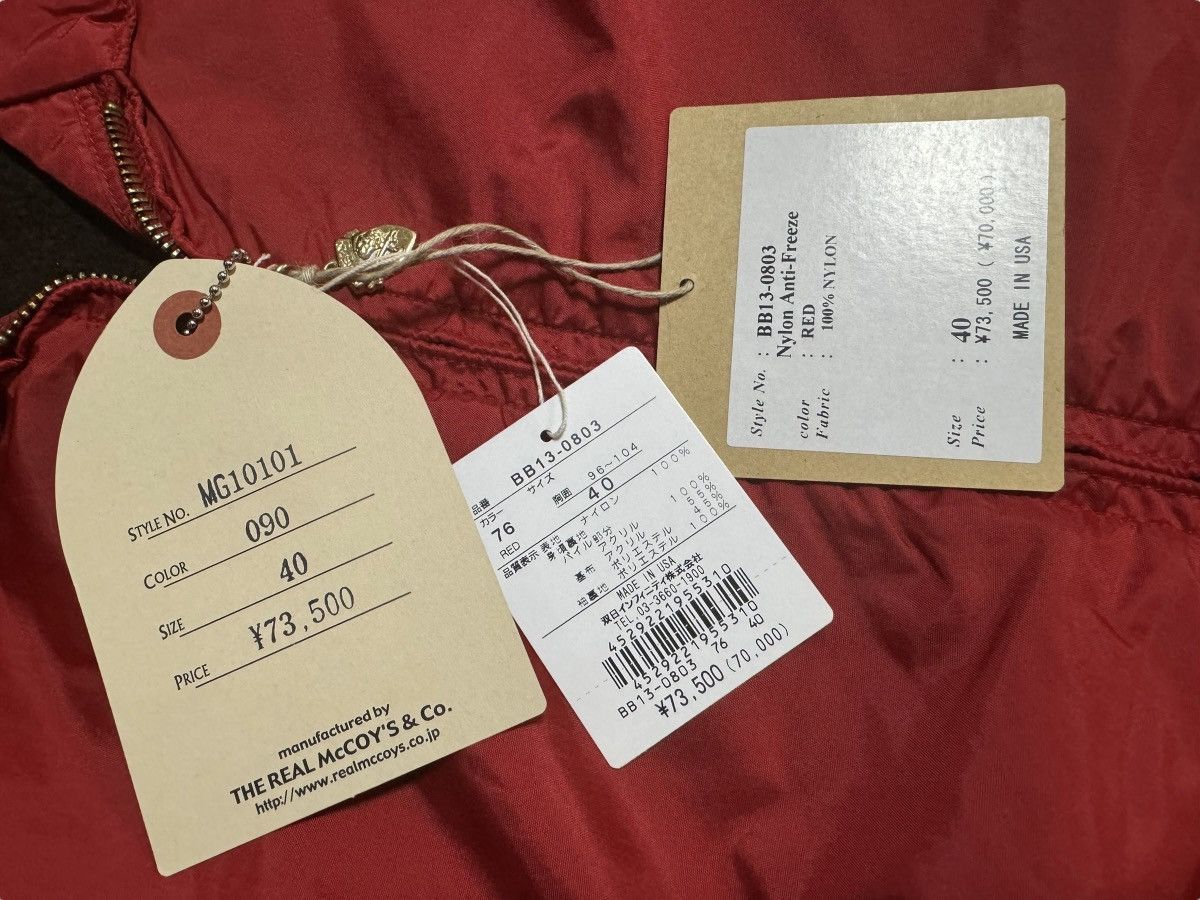 STYLE NO. MG10101
COLOR 090
SIZE 40
PRICE ¥73,500
manufactured by
THE REAL McCOY'S & Co.
http://www.realmccoys.co.jp
品番 BB13-0803
カラー サイズ 胸囲 96~104
76 40
RED
品質表示 表地 ナイロン 100%
身頃裏地
パイル部分 アクリル 100%
基布 アクリル 55%
ポリエステル 45%
袖裏地 ポリエステル 100%
MADE IN USA
双日インフィニティ株式会社
TEL,03-3660-1900
4529221955310
4529221955310
BB13-0803 76 40
¥73,500(70,000)
Style No. : BB13-0803
Nylon Anti-Freeze
color : RED
Fabric : 100% NYLON
Size : 40
Price : ¥73,500 (¥70,000.)
MADE IN USA